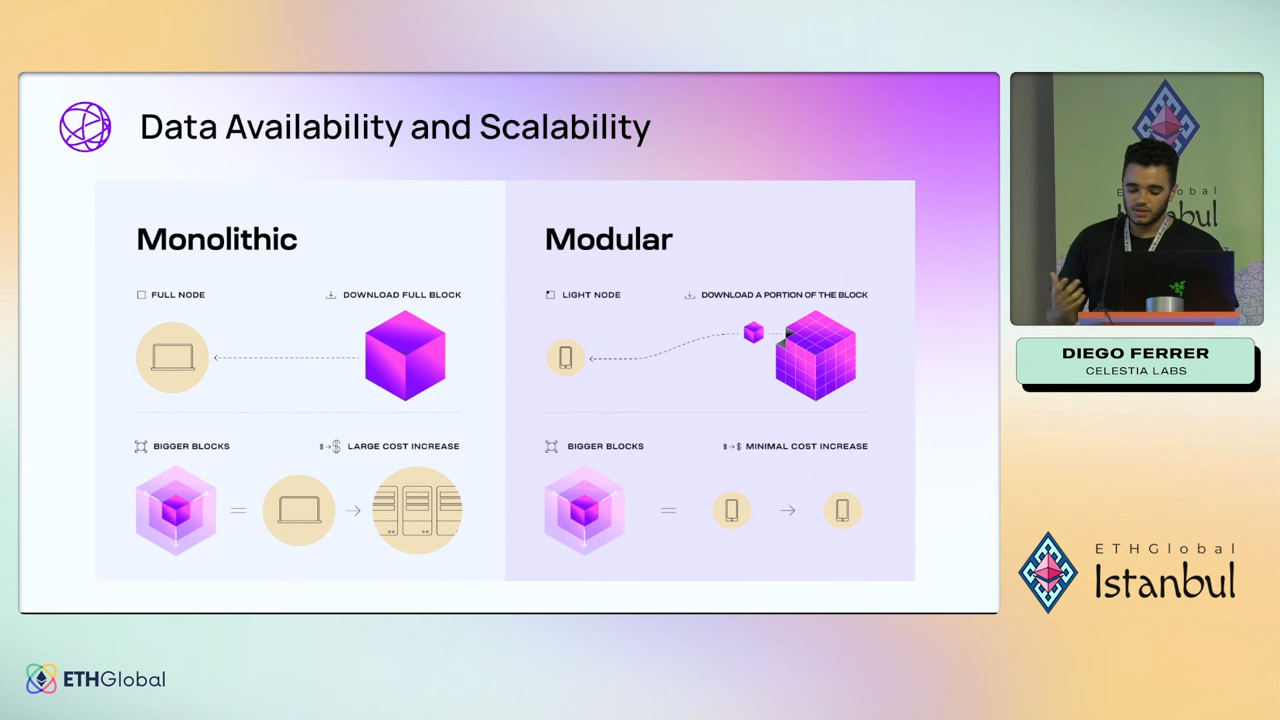 Data Availability and Scalability
Monolithic
FULL NODE
DOWNLOAD FULL BLOCK
BIGGER BLOCKS
$→$ LARGE COST INCREASE
Modular
LIGHT NODE
DOWNLOAD A PORTION OF THE BLOCK
BIGGER BLOCKS
$→$ MINIMAL COST INCREASE
DIEGO FERRER
CELESTIA LABS
ETHGlobal
Istanbul
ETHGlobal